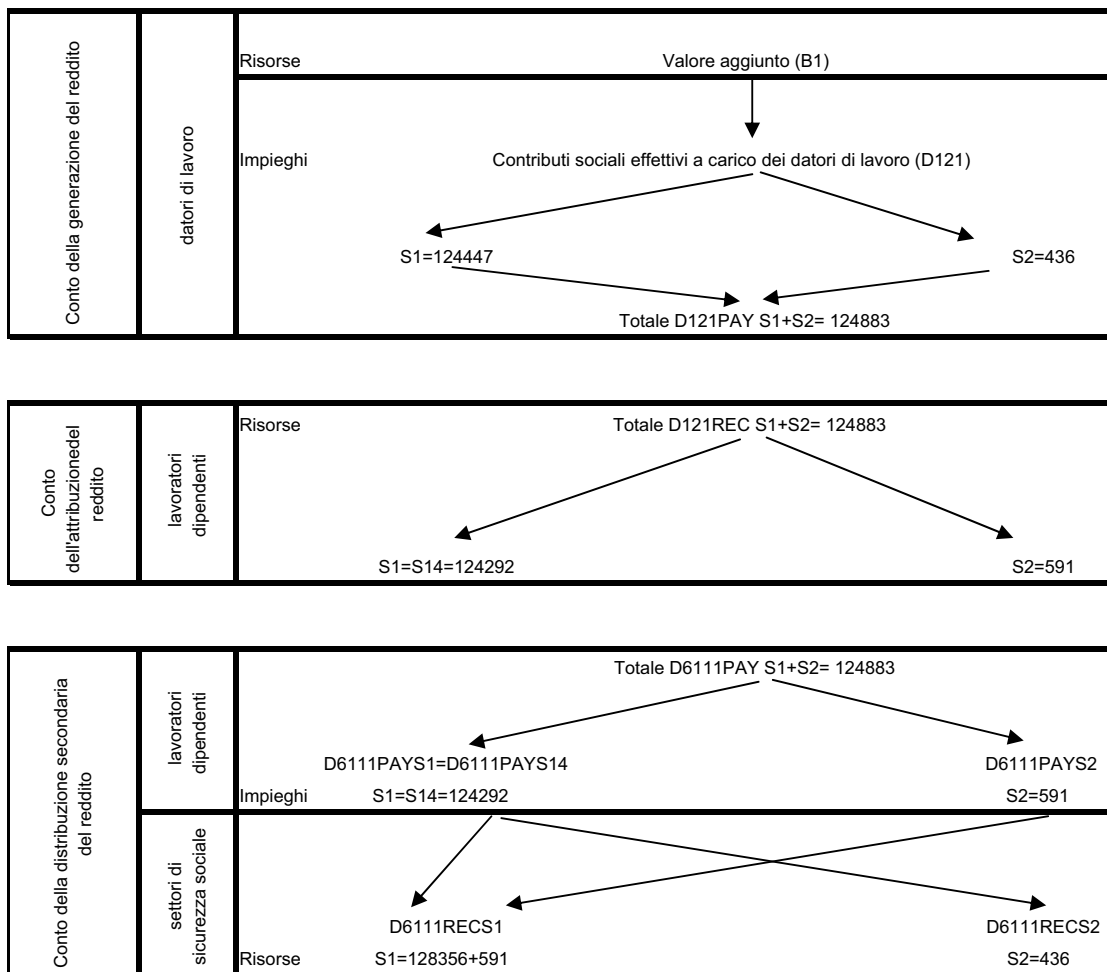 Conto della generazione del reddito
datori di lavoro
Risorse
Valore aggiunto (B1)
Impieghi
Contributi sociali effettivi a carico dei datori di lavoro (D121)
S1=124447
S2=436
Totale D121PAY S1+S2= 124883
Conto
dell'attribuzionedel
reddito
lavoratori
dipendenti
Risorse
Totale D121REC S1+S2= 124883
S1=S14=124292
S2=591
Conto della distribuzione secondaria
del reddito
lavoratori
dipendenti
Totale D6111PAY S1+S2= 124883
D6111PAYS1=D6111PAYS14
D6111PAYS2
Impieghi
S1=S14=124292
S2=591
settori di
sicurezza sociale
D6111RECS1
D6111RECS2
Risorse
S1=128356+591
S2=436